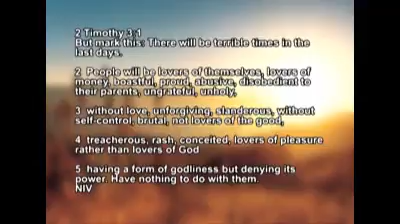 2 Timothy 3:1
But mark this: There will be terrible times in the
last days.
2 People will be lovers of themselves, lovers of
money, boastful, proud, abusive, disobedient to
their parents, ungrateful, unholy,
3 without love, unforgiving, slanderous, without
self-control, brutal, not lovers of the good,
4 treacherous, rash, conceited, lovers of pleasure
rather than lovers of God
5 having a form of godliness but denying its
power. Have nothing to do with them.
NIV